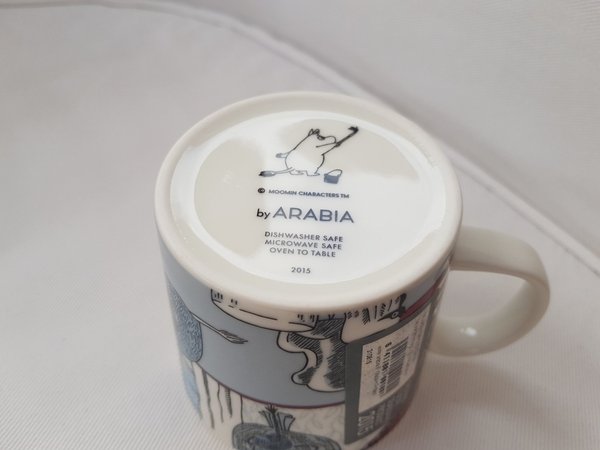 © MOOMIN CHARACTERS TM
by ARABIA
DISHWASHER SAFE
MICROWAVE SAFE
OVEN TO TABLE
2015